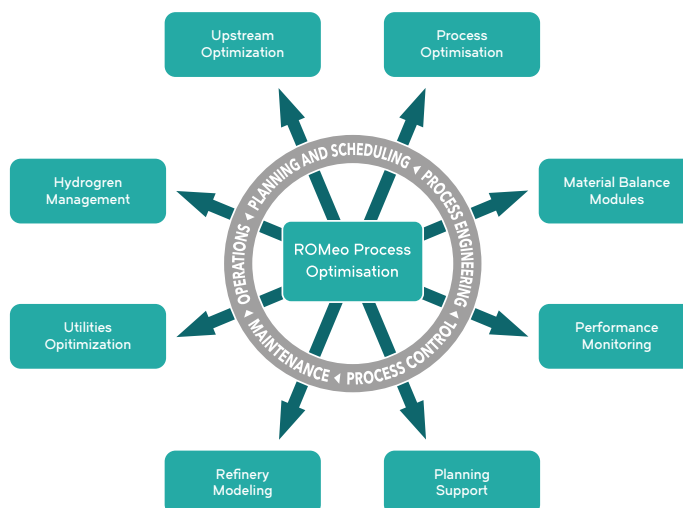 Upstream
Optimization
Process
Optimisation
Hydrogren
Management
Material Balance
Modules
PLANNING AND SCHEDULING
PROCESS ENGINEERING
PROCESS CONTROL
MAINTENANCE
OPERATIONS
ROMeo Process
Optimisation
Utilities
Opitimization
Performance
Monitoring
Refinery
Modeling
Planning
Support